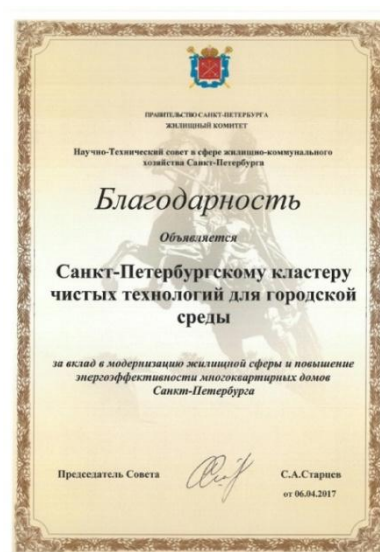 ПРАВИТЕЛЬСТВО САНКТ-ПЕТЕРБУРГА
ЖИЛИЩНЫЙ КОМИТЕТ
Научно-Технический совет в сфере жилищно-коммунального
хозяйства Санкт-Петербурга
Благодарность
Объявляется
Санкт-Петербургскому кластеру
чистых технологий для городской
среды
за вклад в модернизацию жилищной сферы и повышение
энергоэффективности многоквартирных домов
Санкт-Петербурга
Председатель Совета
С.А.Старцев
от 06.04.2017